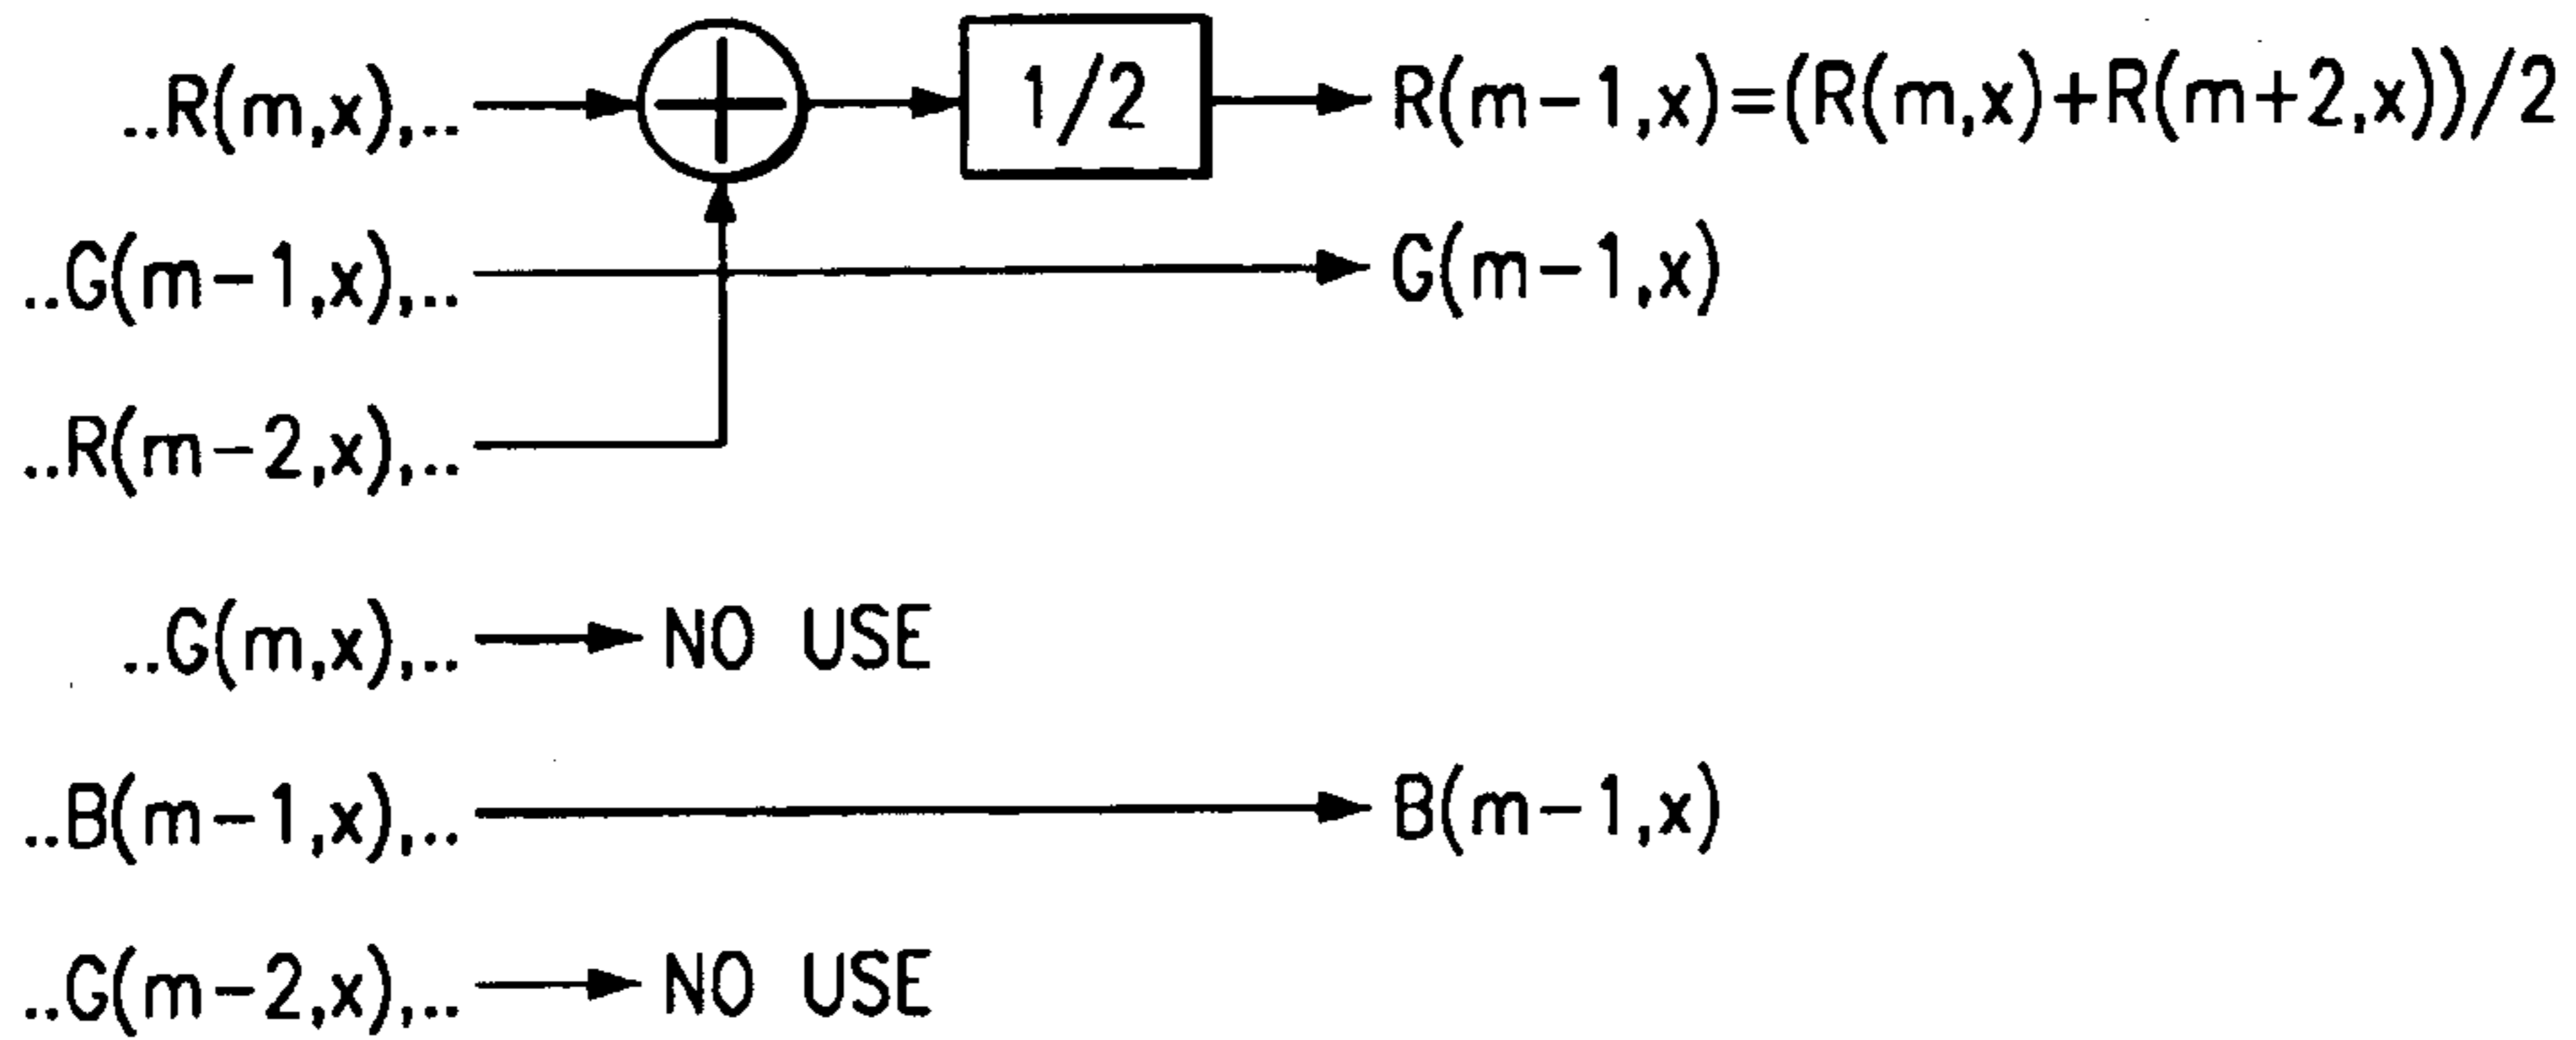 ..R(m,x),.. 1/2 R(m-1,x)=(R(m,x)+R(m+2,x))/2
..G(m-1,x),.. G(m-1,x)
..R(m-2,x),..
..G(m,x),.. NO USE
..B(m-1,x),.. B(m-1,x)
..G(m-2,x),.. NO USE